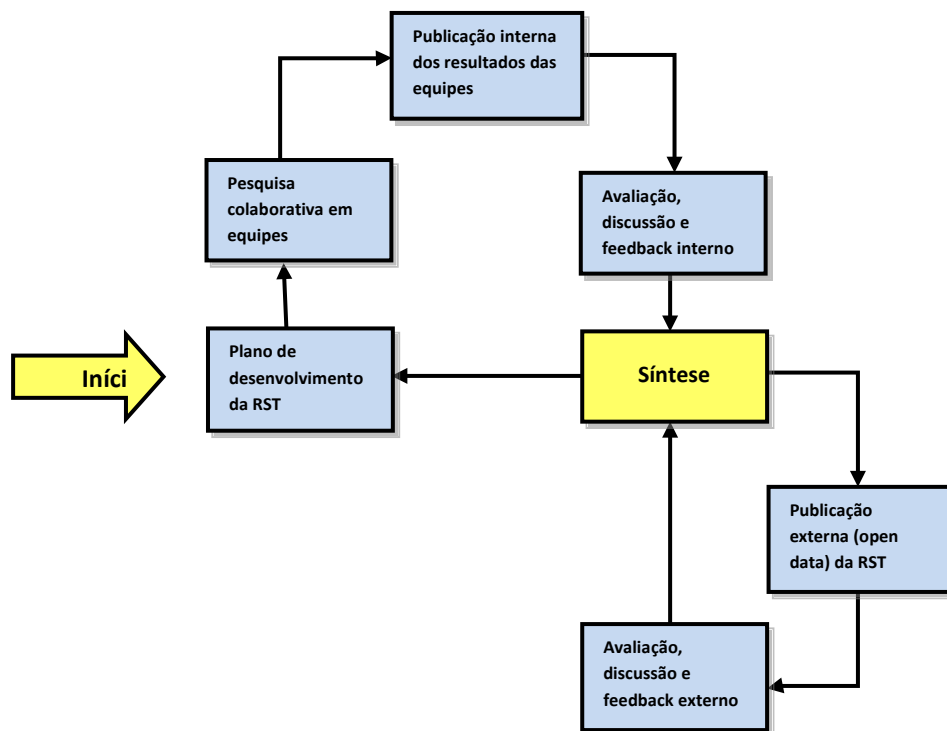 Publicação interna
dos resultados das
equipes
Pesquisa
colaborativa em
equipes
Avaliação,
discussão e
feedback interno
Iníci
Plano de
desenvolvimento
da RST
Síntese
Publicação
externa (open
data) da RST
Avaliação,
discussão e
feedback externo